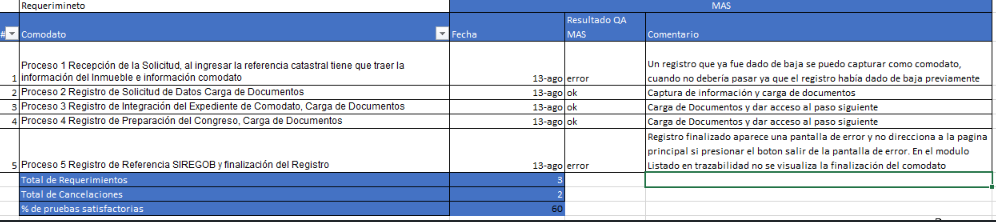 Requerimineto MAS
# Comodato Fecha Resultado QA MAS Comentario
1 Proceso 1 Recepción de la Solicitud, al ingresar la referencia catastral tiene que traer la
información del Inmueble e información comodato 13-ago error Un registro que ya fue dado de baja se puedo capturar como comodato,
cuando no debería pasar ya que el registro había dado de baja previamente
2 Proceso 2 Registro de Solicitud de Datos Carga de Documentos 13-ago ok Captura de información y carga de documentos
3 Proceso 3 Registro de Integración del Expediente de Comodato, Carga de Documentos 13-ago ok Carga de Documentos y dar acceso al paso siguiente
4 Proceso 4 Registro de Preparación del Congreso, Carga de Documentos 13-ago ok Carga de Documentos y dar acceso al paso siguiente
5 Proceso 5 Registro de Referencia SIREGOB y finalización del Registro 13-ago error Registro finalizado aparece una pantalla de error y no direcciona a la pagina
principal si presionar el boton salir de la pantalla de error. En el modulo
Listado en trazabilidad no se visualiza la finalización del comodato
Total de Requerimientos 3
Total de Cancelaciones 2
% de pruebas satisfactorias 60